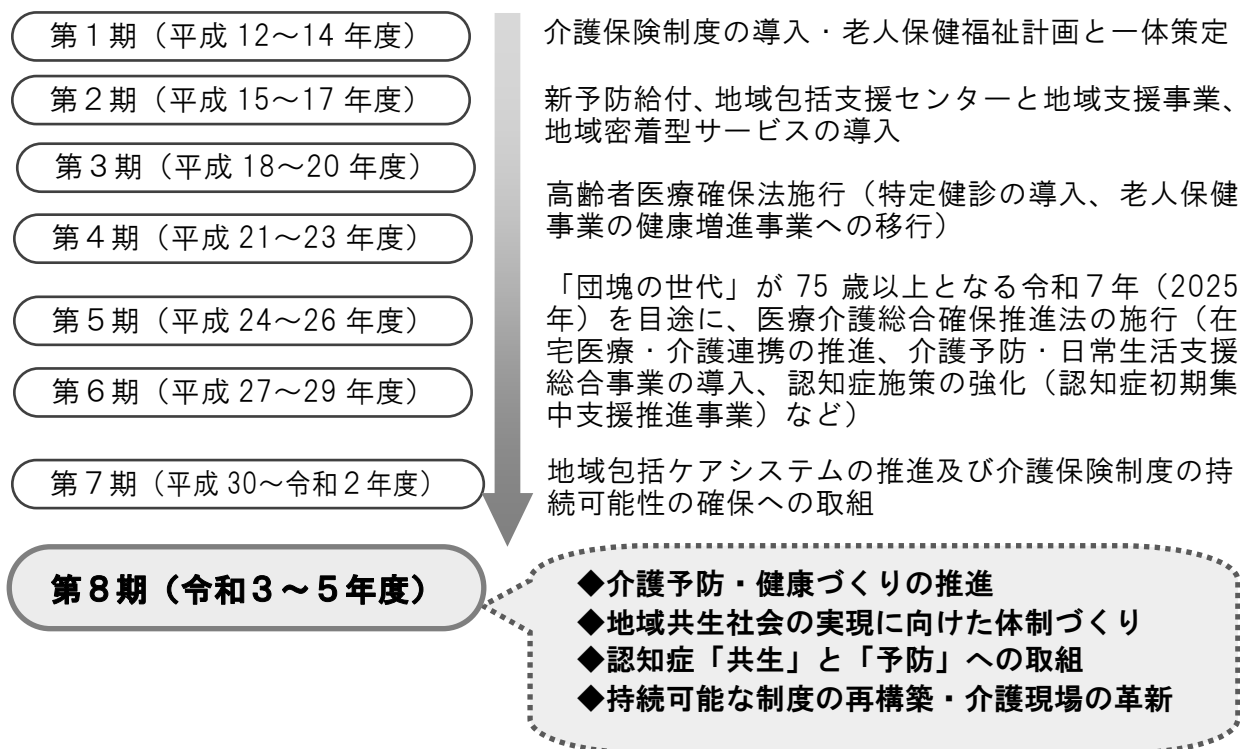 第１期（平成 12～14 年度）
介護保険制度の導入・老人保健福祉計画と一体策定
第２期（平成 15～17 年度）
新予防給付、地域包括支援センターと地域支援事業、
地域密着型サービスの導入
第３期（平成 18～20 年度）
高齢者医療確保法施行（特定健診の導入、老人保健
事業の健康増進事業への移行）
第４期（平成 21～23 年度）
「団塊の世代」が 75 歳以上となる令和７年（2025
年）を目途に、医療介護総合確保推進法の施行（在
宅医療・介護連携の推進、介護予防・日常生活支援
総合事業の導入、認知症施策の強化（認知症初期集
中支援推進事業）など）
第５期（平成 24～26 年度）
第６期（平成 27～29 年度）
第７期（平成 30～令和２年度）
地域包括ケアシステムの推進及び介護保険制度の持
続可能性の確保への取組
第８期（令和３～５年度）
◆介護予防・健康づくりの推進
◆地域共生社会の実現に向けた体制づくり
◆認知症「共生」と「予防」への取組
◆持続可能な制度の再構築・介護現場の革新